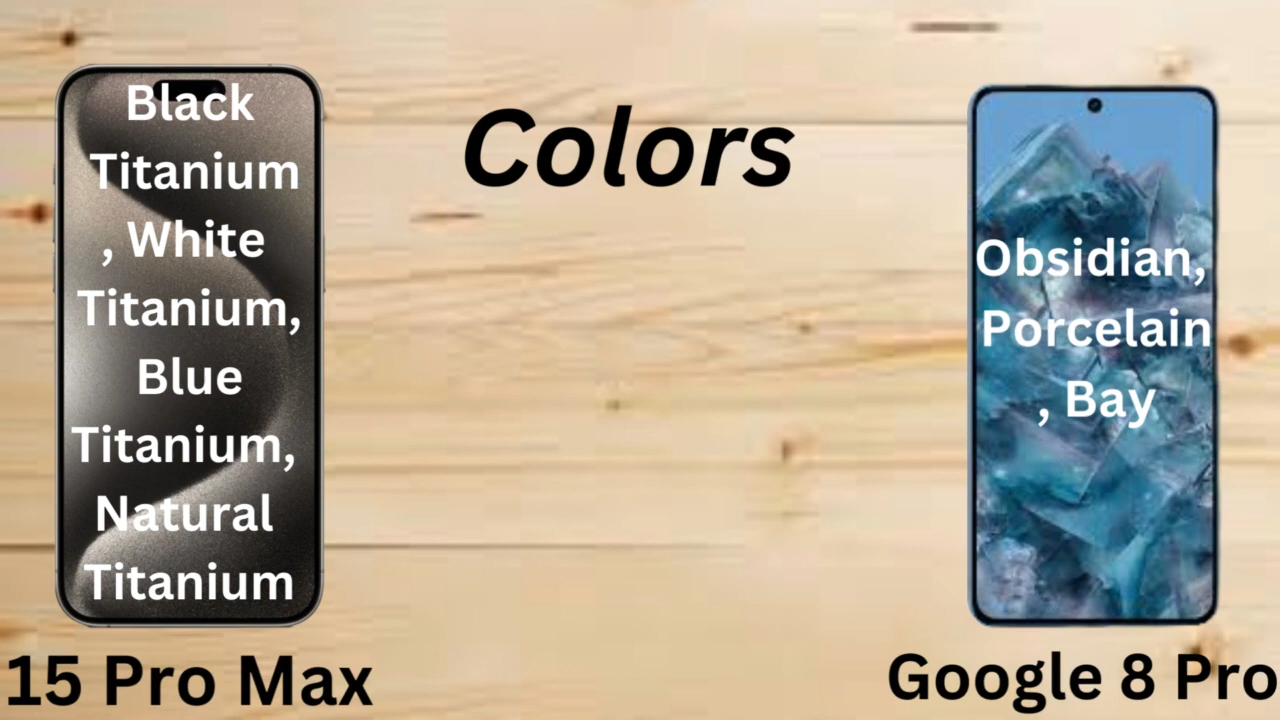 Colors
Black
Titanium
, White
Titanium,
Blue
Titanium,
Natural
Titanium
15 Pro Max
Obsidian,
Porcelain
, Bay
Google 8 Pro